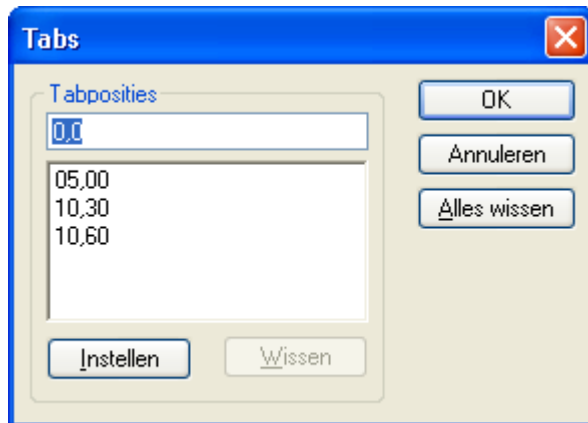 Tabs
Tabposities
0,0
05,00
10,30
10,60
Instellen
Wissen
OK
Annuleren
Alles wissen